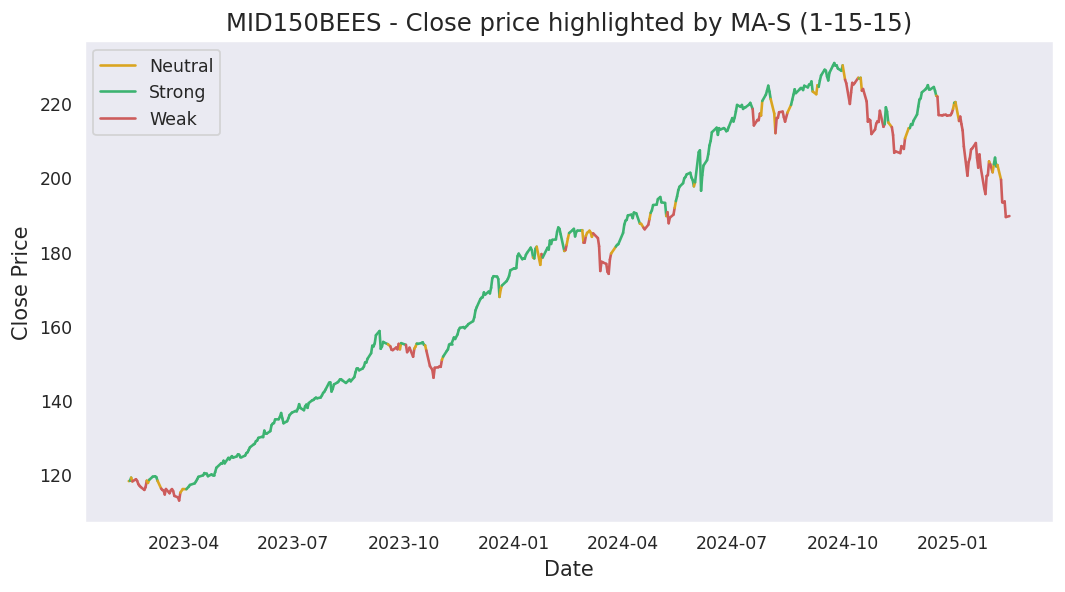 MID150BEES - Close price highlighted by MA-S (1-15-15)
Neutral
Strong
Weak
220
200
180
160
140
120
Close Price
2023-04 2023-07 2023-10 2024-01 2024-04 2024-07 2024-10 2025-01
Date